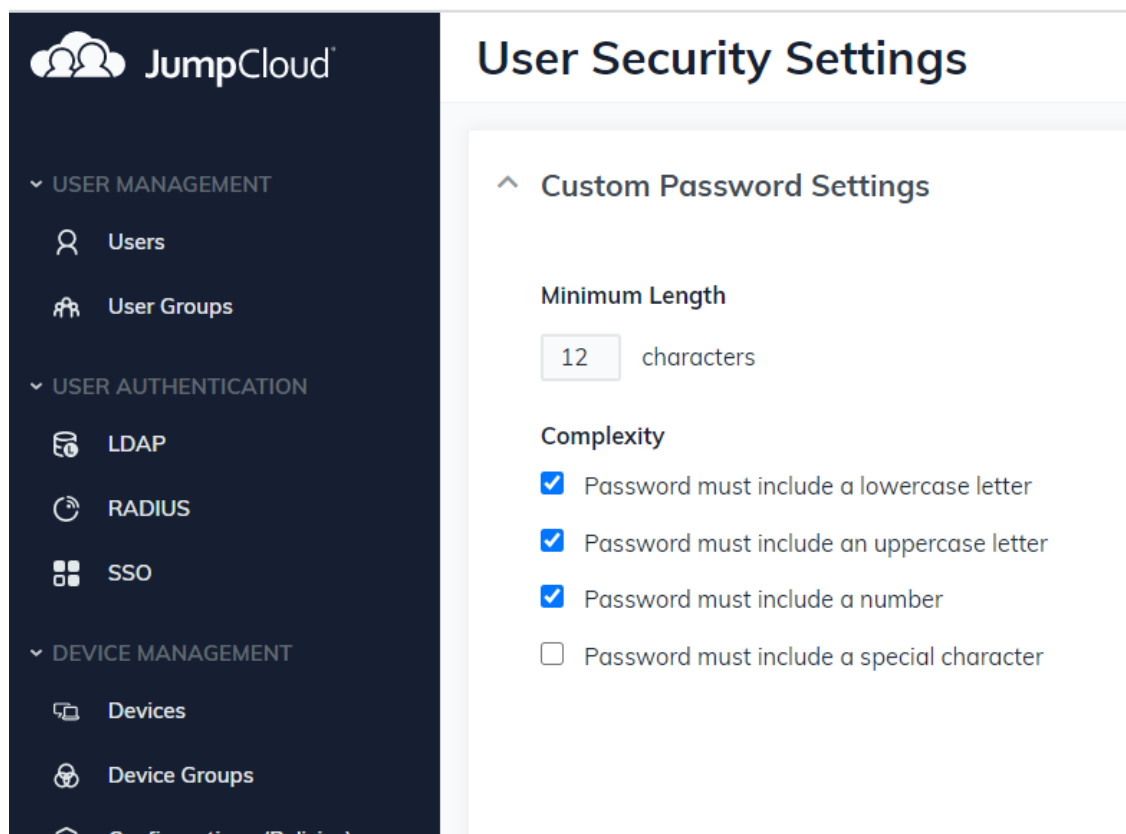 JumpCloud
USER MANAGEMENT
Users
User Groups
USER AUTHENTICATION
LDAP
RADIUS
SSO
DEVICE MANAGEMENT
Devices
Device Groups
User Security Settings
Custom Password Settings
Minimum Length
12 characters
Complexity
Password must include a lowercase letter
Password must include an uppercase letter
Password must include a number
Password must include a special character